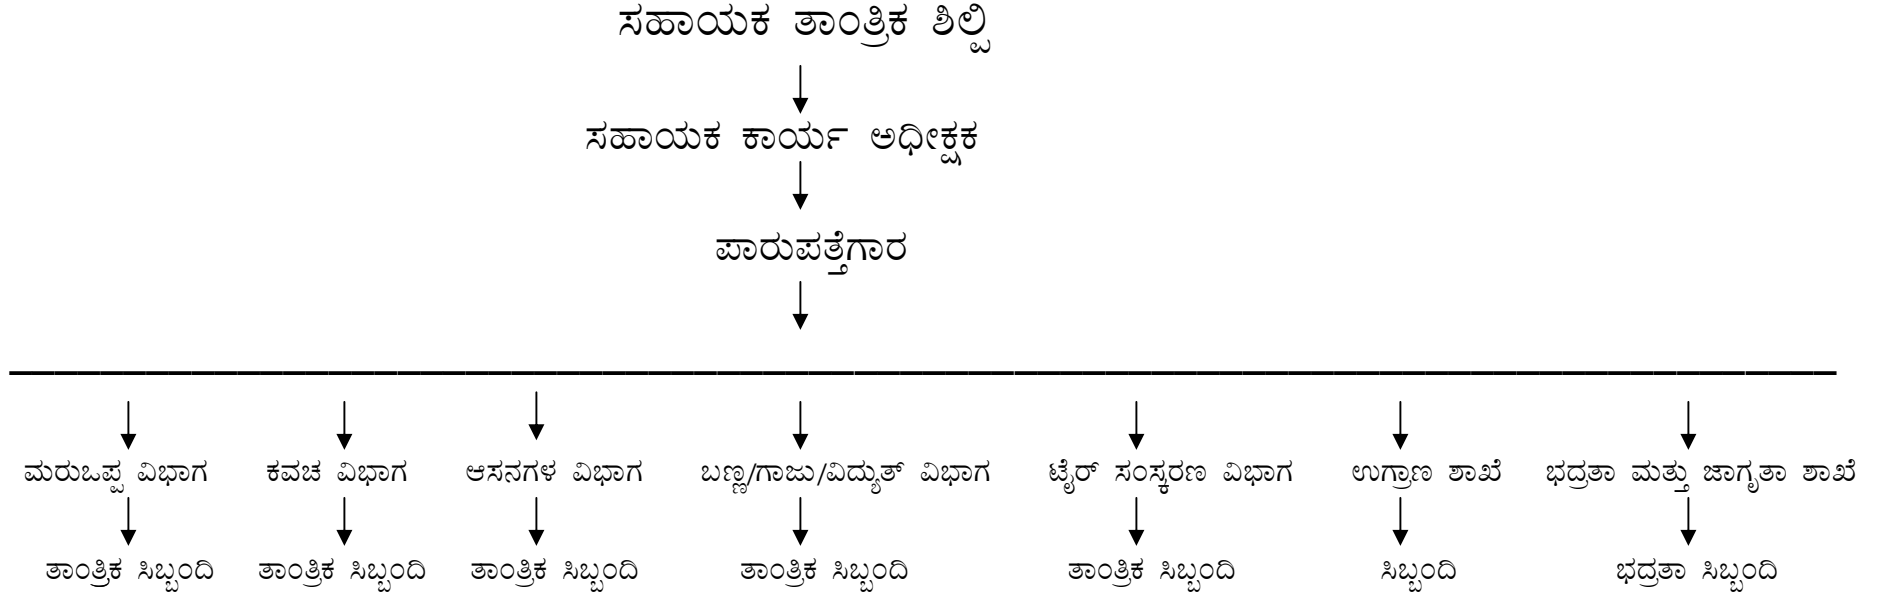 ಸಹಾಯಕ ತಾಂತ್ರಿಕ ಶಿಲ್ಪಿ
ಸಹಾಯಕ ಕಾರ್ಯ ಅಧೀಕ್ಷಕ
ಪಾರುಪತ್ತೆಗಾರ
ಮರುಒಪ್ಪ ವಿಭಾಗ ಕವಚ ವಿಭಾಗ ಆಸನಗಳ ವಿಭಾಗ ಬಣ್ಣ/ಗಾಜು/ವಿದ್ಯುತ್ ವಿಭಾಗ ಟೈರ್ ಸಂಸ್ಕರಣ ವಿಭಾಗ ಉಗ್ರಾಣ ಶಾಖೆ ಭದ್ರತಾ ಮತ್ತು ಜಾಗೃತಾ ಶಾಖೆ
ತಾಂತ್ರಿಕ ಸಿಬ್ಬಂದಿ ತಾಂತ್ರಿಕ ಸಿಬ್ಬಂದಿ ತಾಂತ್ರಿಕ ಸಿಬ್ಬಂದಿ ತಾಂತ್ರಿಕ ಸಿಬ್ಬಂದಿ ತಾಂತ್ರಿಕ ಸಿಬ್ಬಂದಿ ಸಿಬ್ಬಂದಿ ಭದ್ರತಾ ಸಿಬ್ಬಂದಿ